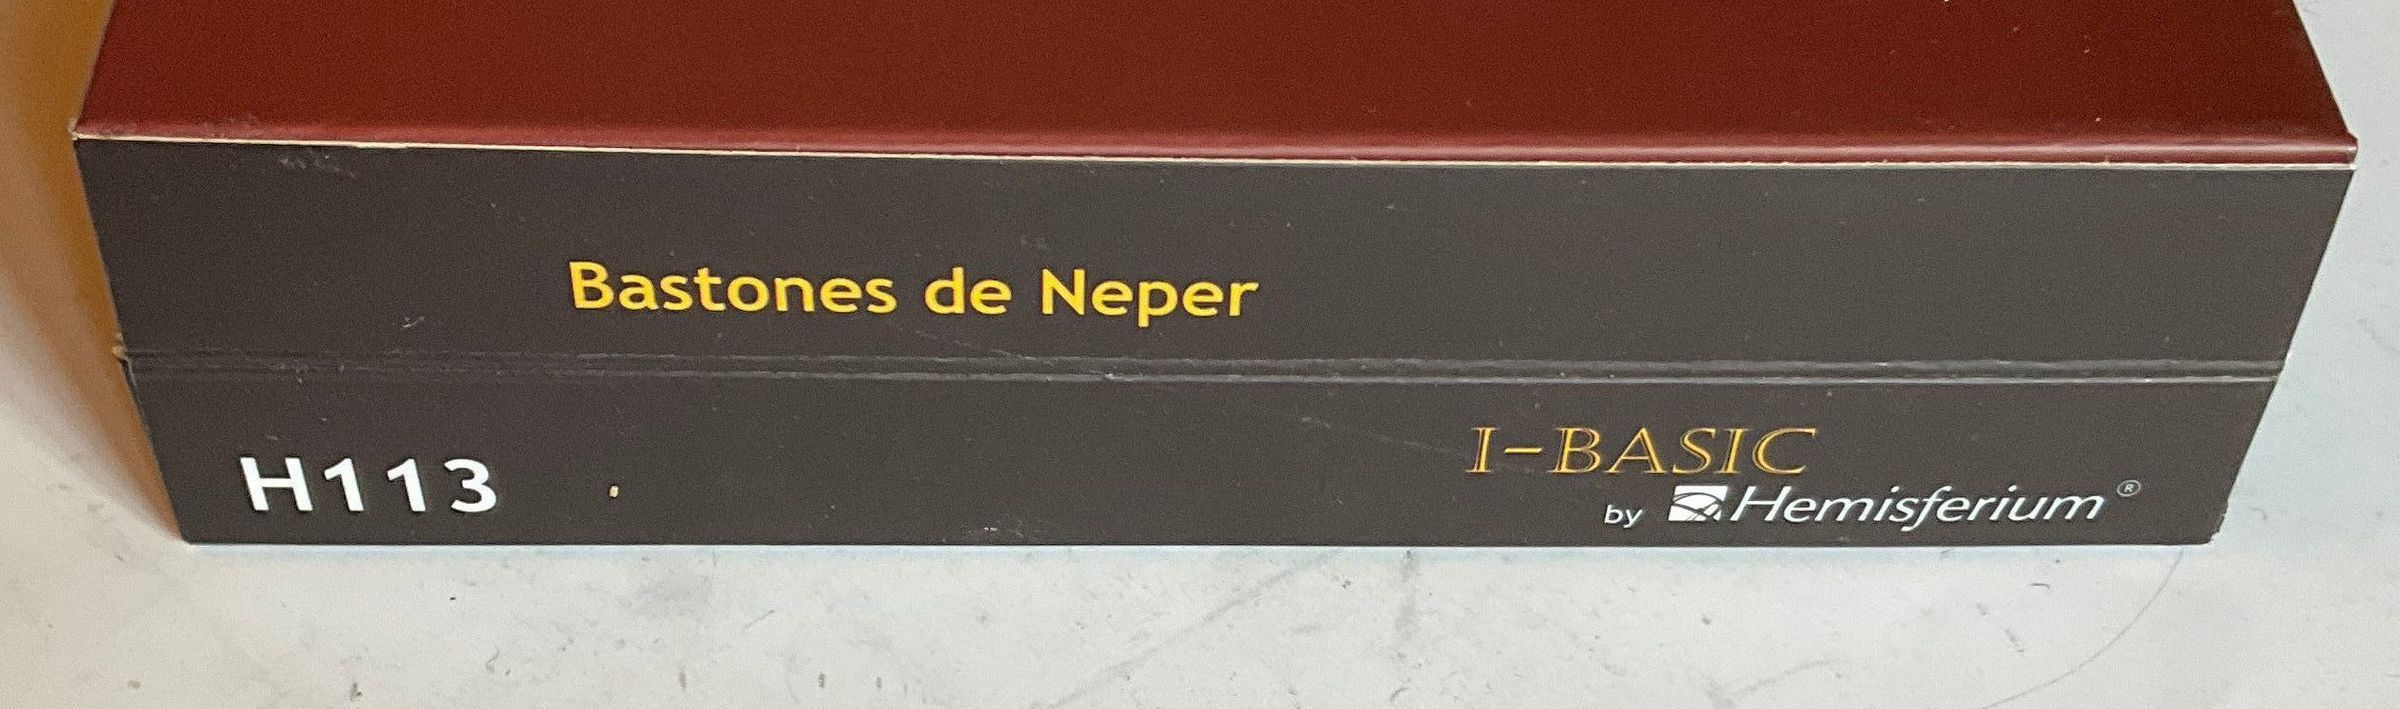 Bastones de Neper
H113
I-BASIC
by Hemisferium®